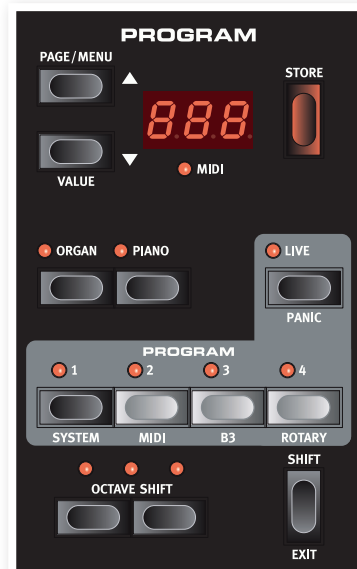 PROGRAM
PAGE/MENU
STORE
888
MIDI
VALUE
ORGAN PIANO LIVE
PANIC
PROGRAM
1 2 3 4
SYSTEM MIDI B3 ROTARY
SHIFT
OCTAVE SHIFT
EXIT